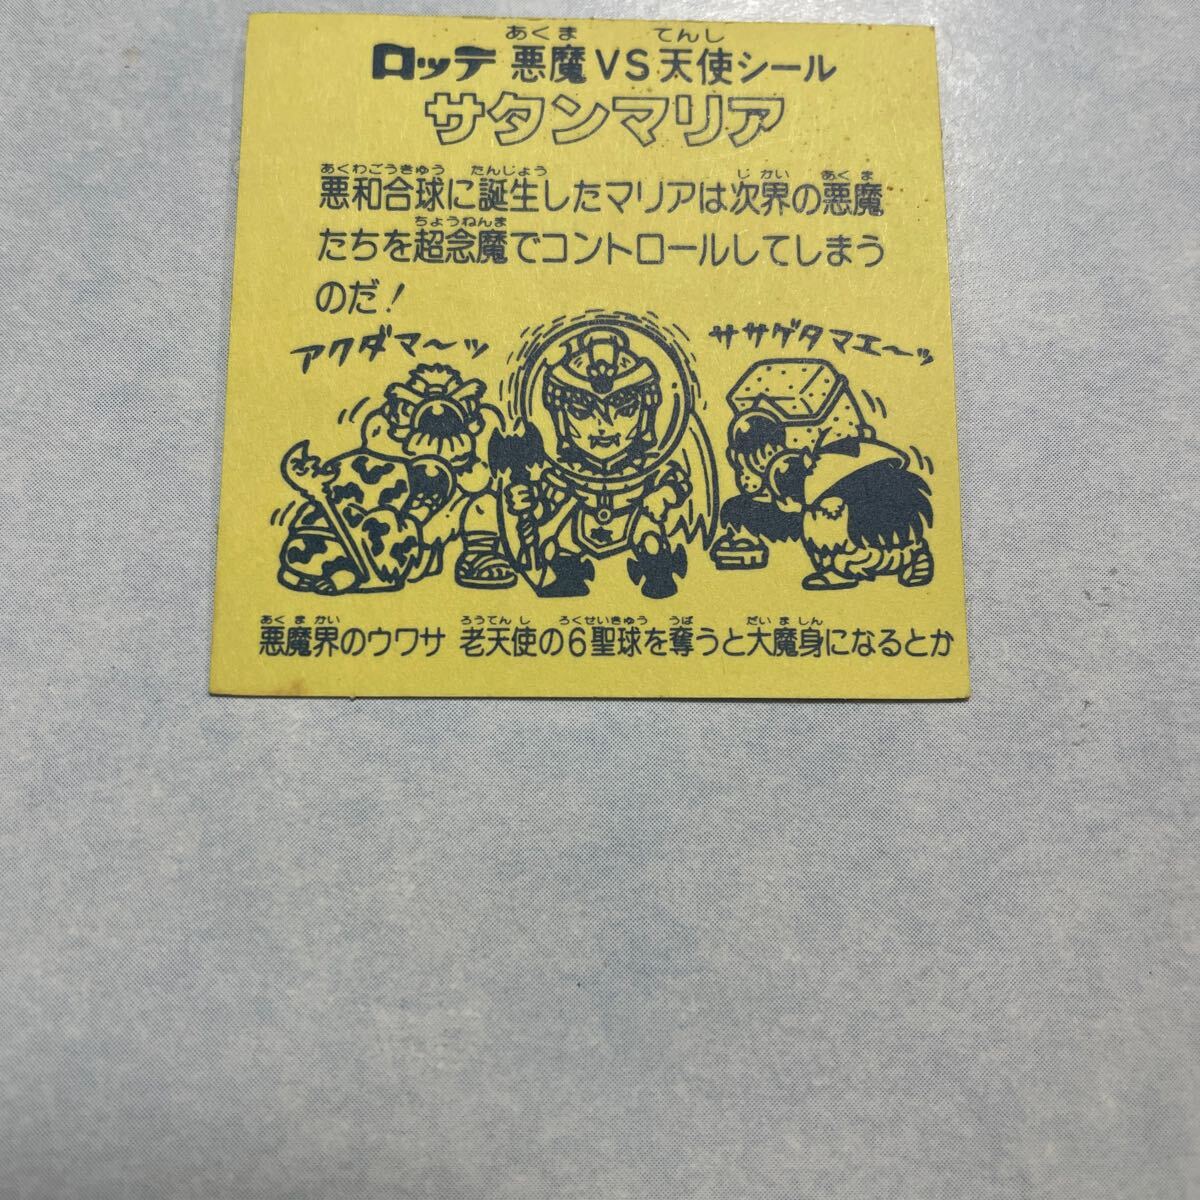 あくま てんし
ロッテ 悪魔VS天使シール
サタンマリア
あくわごうきゅう たんじょう じかい あくま
悪和合球に誕生したマリアは次界の悪魔
ちょうねんま
たちを超念魔でコントロールしてしまう
のだ！
アクダマ〜ッ
ササゲタマエ〜ッ
あくまかい ろうてんし ろくせいきゅう うば だいましん
悪魔界のウワサ 老天使の6聖球を奪うと大魔身になるとか